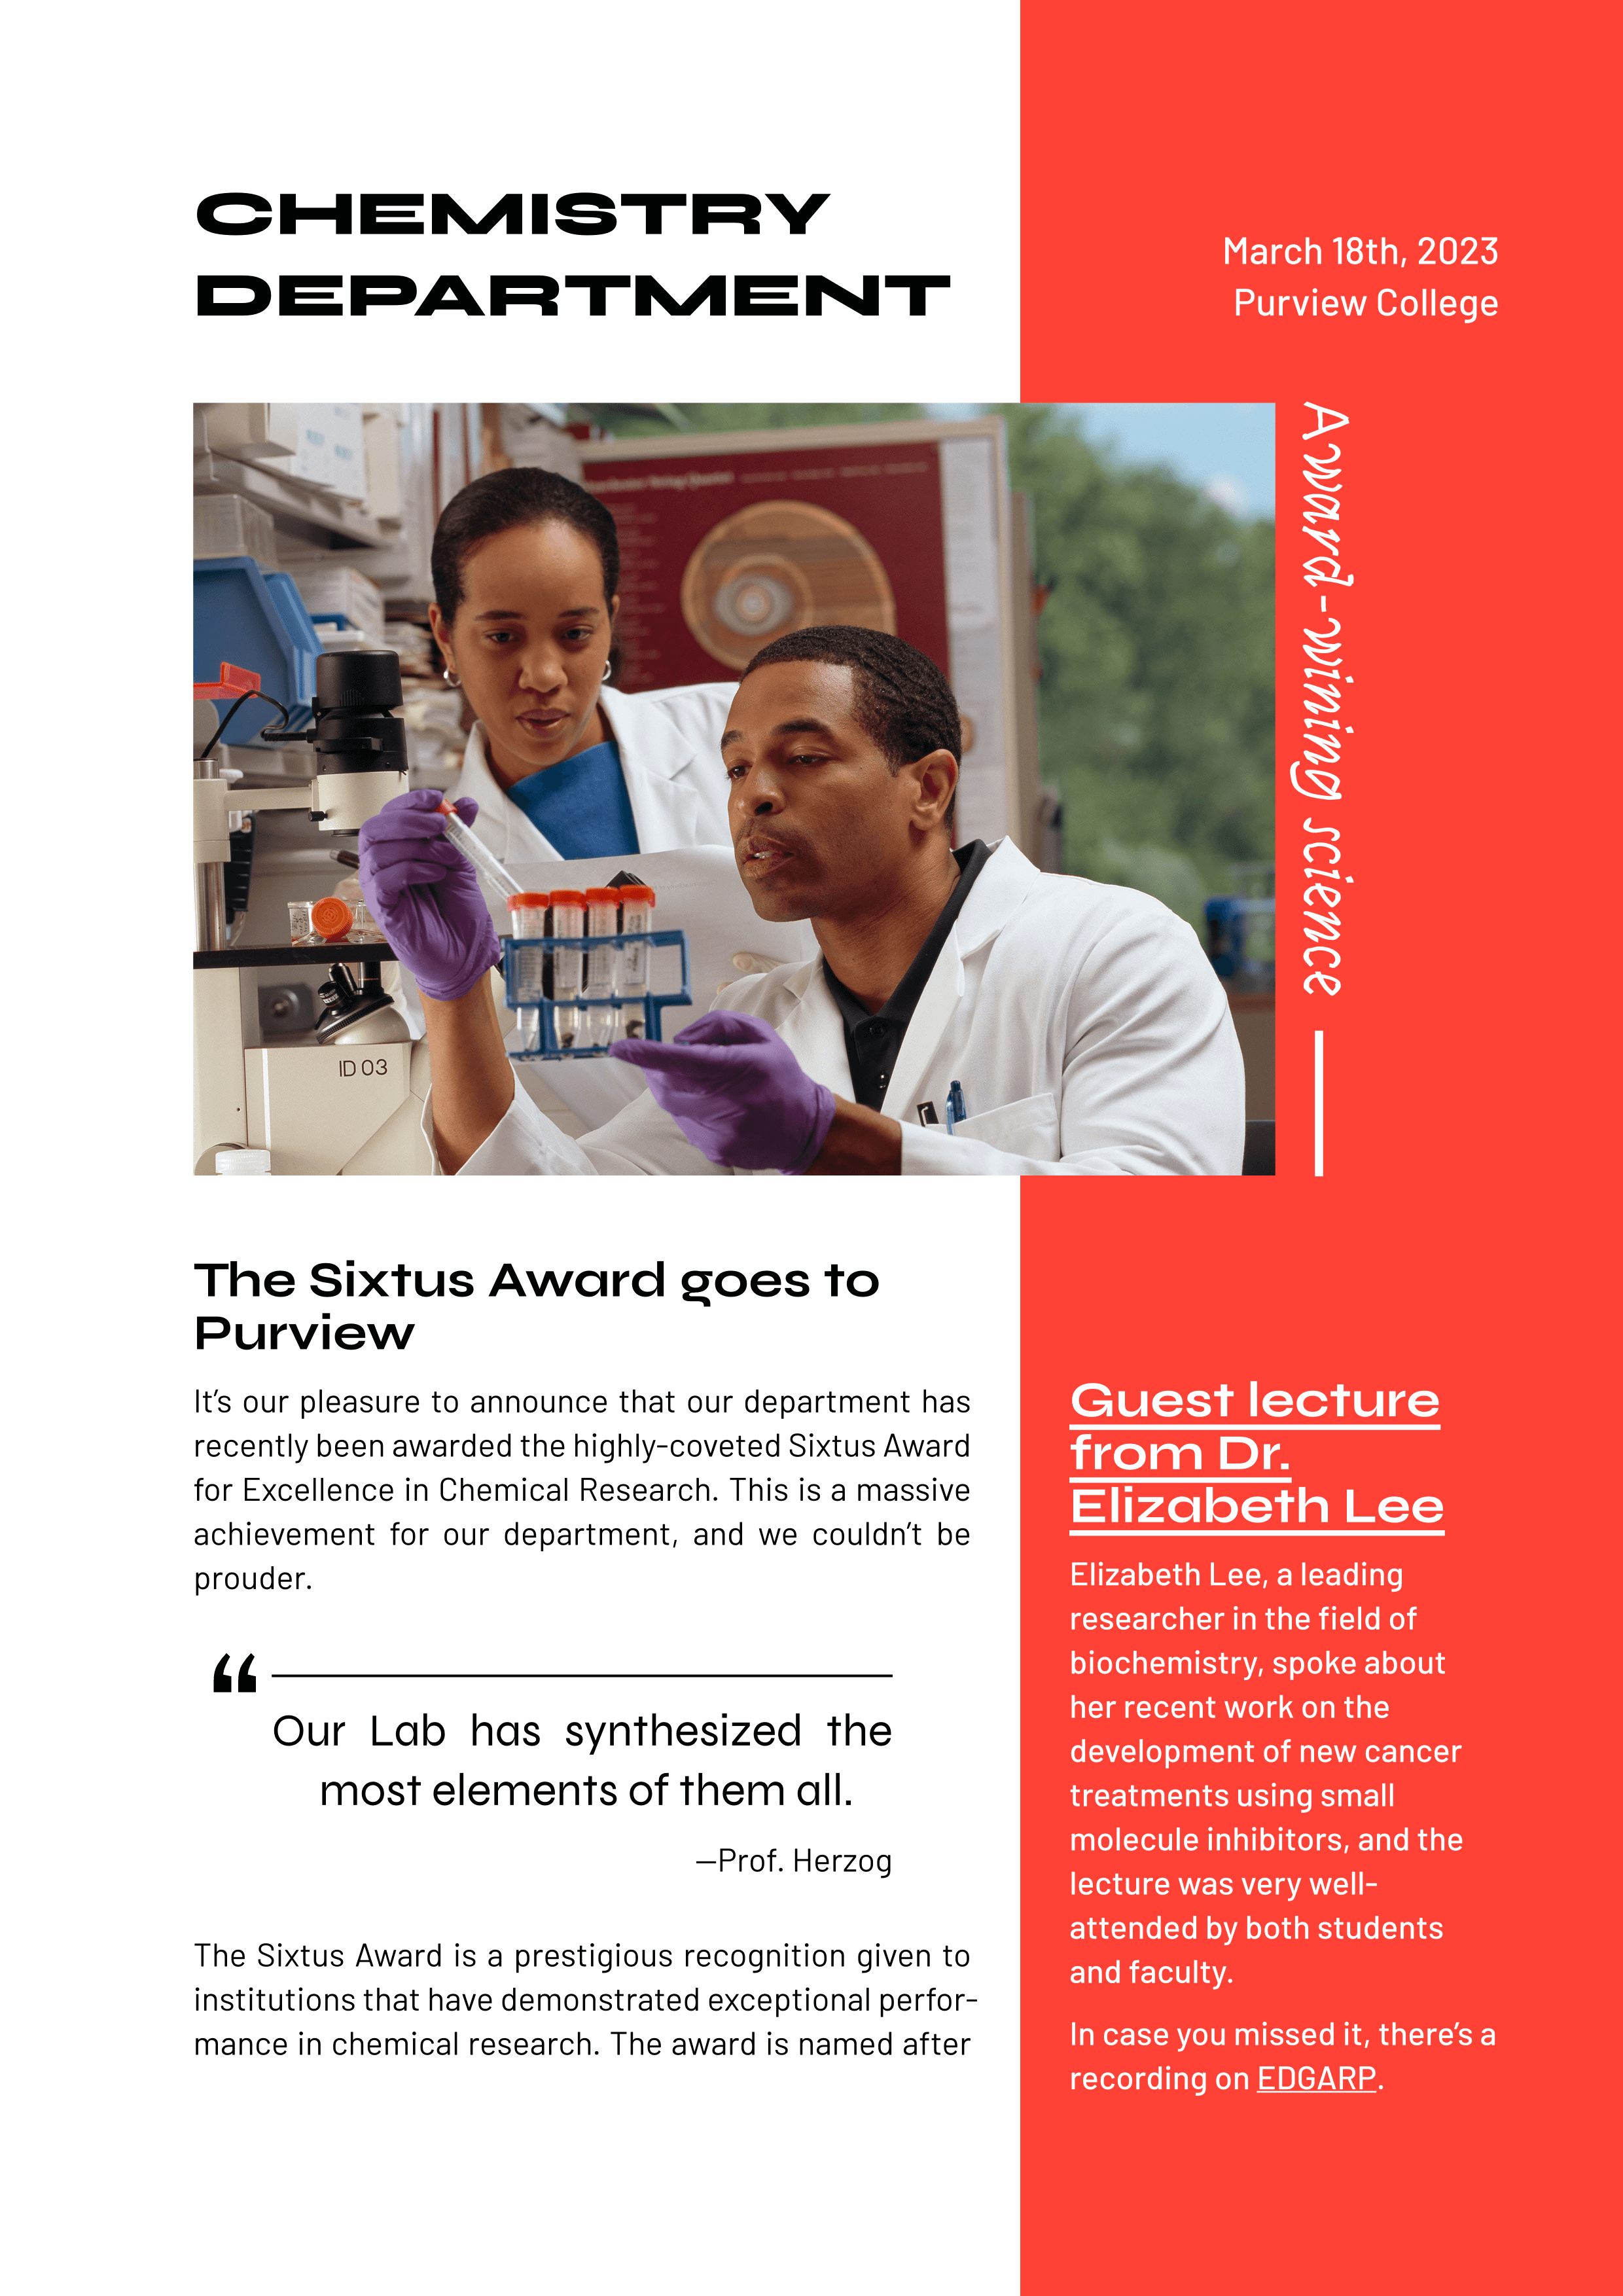 CHEMISTRY
DEPARTMENT
March 18th, 2023
Purview College
Award-wining science
ID 03
The Sixtus Award goes to
Purview
It’s our pleasure to announce that our department has
recently been awarded the highly-coveted Sixtus Award
for Excellence in Chemical Research. This is a massive
achievement for our department, and we couldn’t be
prouder.
“
Our Lab has synthesized the
most elements of them all.
—Prof. Herzog
The Sixtus Award is a prestigious recognition given to
institutions that have demonstrated exceptional perfor-
mance in chemical research. The award is named after
Guest lecture
from Dr.
Elizabeth Lee
Elizabeth Lee, a leading
researcher in the field of
biochemistry, spoke about
her recent work on the
development of new cancer
treatments using small
molecule inhibitors, and the
lecture was very well-
attended by both students
and faculty.
In case you missed it, there’s a
recording on EDGARP.